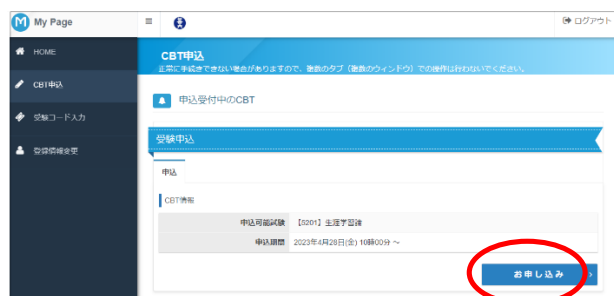 M My Page
ログアウト
HOME
CBT申込
受験コード入力
登録情報変更
CBT申込
正常に手続きできない場合がありますので、複数のタブ（複数のウィンドウ）での操作は行わないでください。
申込受付中のCBT
受験申込
申込
CBT情報
申込可能試験 【5201】生涯学習論
申込期間 2023年4月28日(金) 10時00分 ～
お申し込み